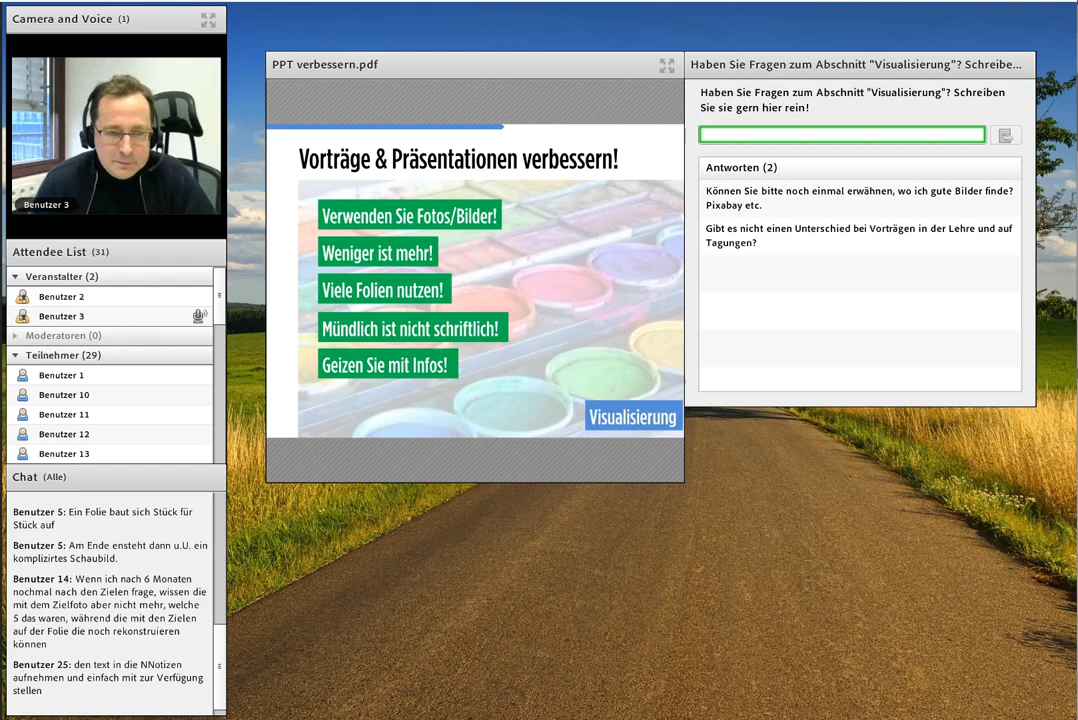 Camera and Voice (1)
Benutzer 3
Attendee List (31)
Veranstalter (2)
Benutzer 2
Benutzer 3
Moderatoren (0)
Teilnehmer (29)
Benutzer 1
Benutzer 10
Benutzer 11
Benutzer 12
Benutzer 13
Chat (Alle)
Benutzer 5: Ein Folie baut sich Stück für
Stück auf
Benutzer 5: Am Ende ensteht dann u.U. ein
komplizirtes Schaubild.
Benutzer 14: Wenn ich nach 6 Monaten
nochmal nach den Zielen frage, wissen die
mit dem Zielfoto aber nicht mehr, welche
5 das waren, während die mit den Zielen
auf der Folie die noch rekonstruieren
können
Benutzer 25: den text in die NNotizen
aufnehmen und einfach mit zur Verfügung
stellen
PPT verbessern.pdf
Vorträge & Präsentationen verbessern!
Verwenden Sie Fotos/Bilder!
Weniger ist mehr!
Viele Folien nutzen!
Mündlich ist nicht schriftlich!
Geizen Sie mit Infos!
Visualisierung
Haben Sie Fragen zum Abschnitt "Visualisierung"? Schreibe...
Haben Sie Fragen zum Abschnitt "Visualisierung"? Schreiben
Sie sie gern hier rein!
Antworten (2)
Können Sie bitte noch einmal erwähnen, wo ich gute Bilder finde?
Pixabay etc.
Gibt es nicht einen Unterschied bei Vorträgen in der Lehre und auf
Tagungen?